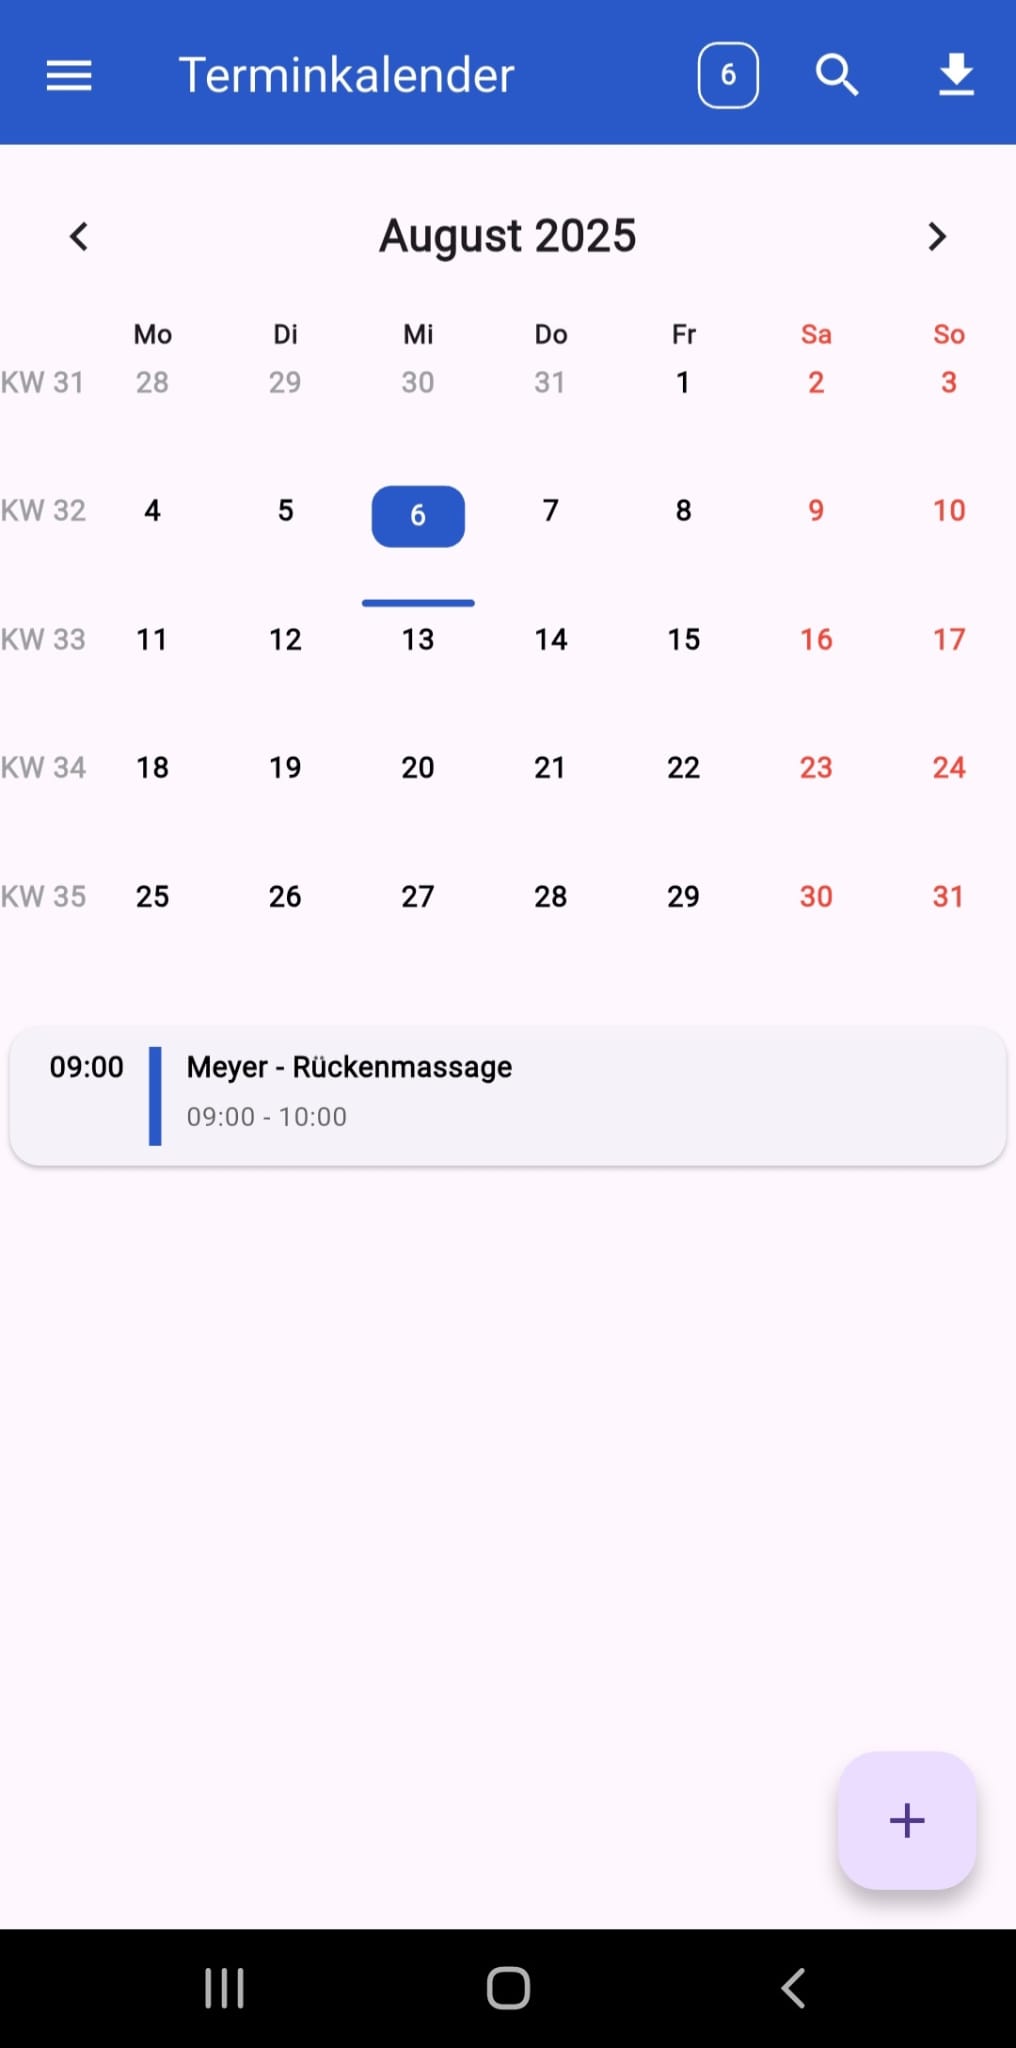 Terminkalender 6
August 2025
Mo Di Mi Do Fr Sa So
KW 31 28 29 30 31 1 2 3
KW 32 4 5 6 7 8 9 10
KW 33 11 12 13 14 15 16 17
KW 34 18 19 20 21 22 23 24
KW 35 25 26 27 28 29 30 31
09:00 Meyer - Rückenmassage
09:00 - 10:00